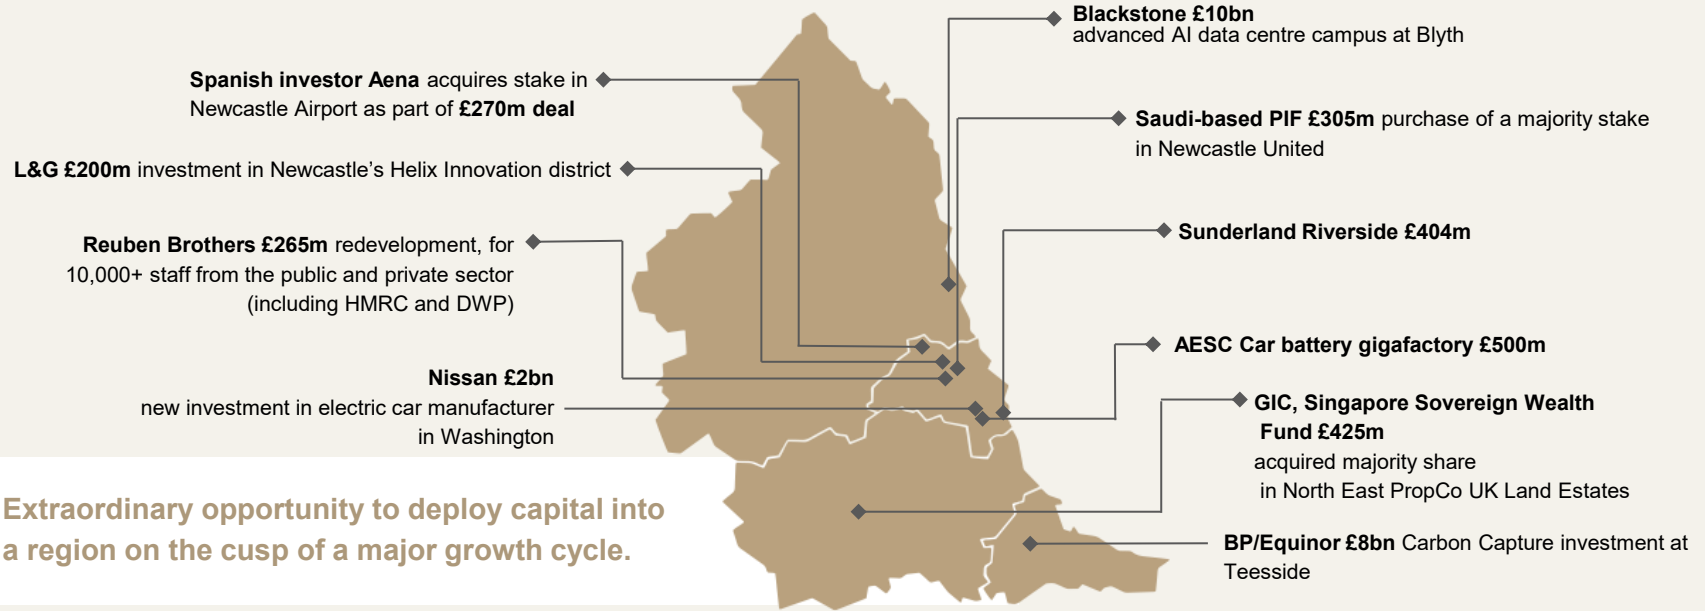 Blackstone £10bn
advanced AI data centre campus at Blyth
Spanish investor Aena acquires stake in
Newcastle Airport as part of £270m deal
Saudi-based PIF £305m purchase of a majority stake
in Newcastle United
L&G £200m investment in Newcastle’s Helix Innovation district
Sunderland Riverside £404m
Reuben Brothers £265m redevelopment, for
10,000+ staff from the public and private sector
(including HMRC and DWP)
AESC Car battery gigafactory £500m
Nissan £2bn
new investment in electric car manufacturer
in Washington
GIC, Singapore Sovereign Wealth
Fund £425m
acquired majority share
in North East PropCo UK Land Estates
Extraordinary opportunity to deploy capital into
a region on the cusp of a major growth cycle.
BP/Equinor £8bn Carbon Capture investment at
Teesside